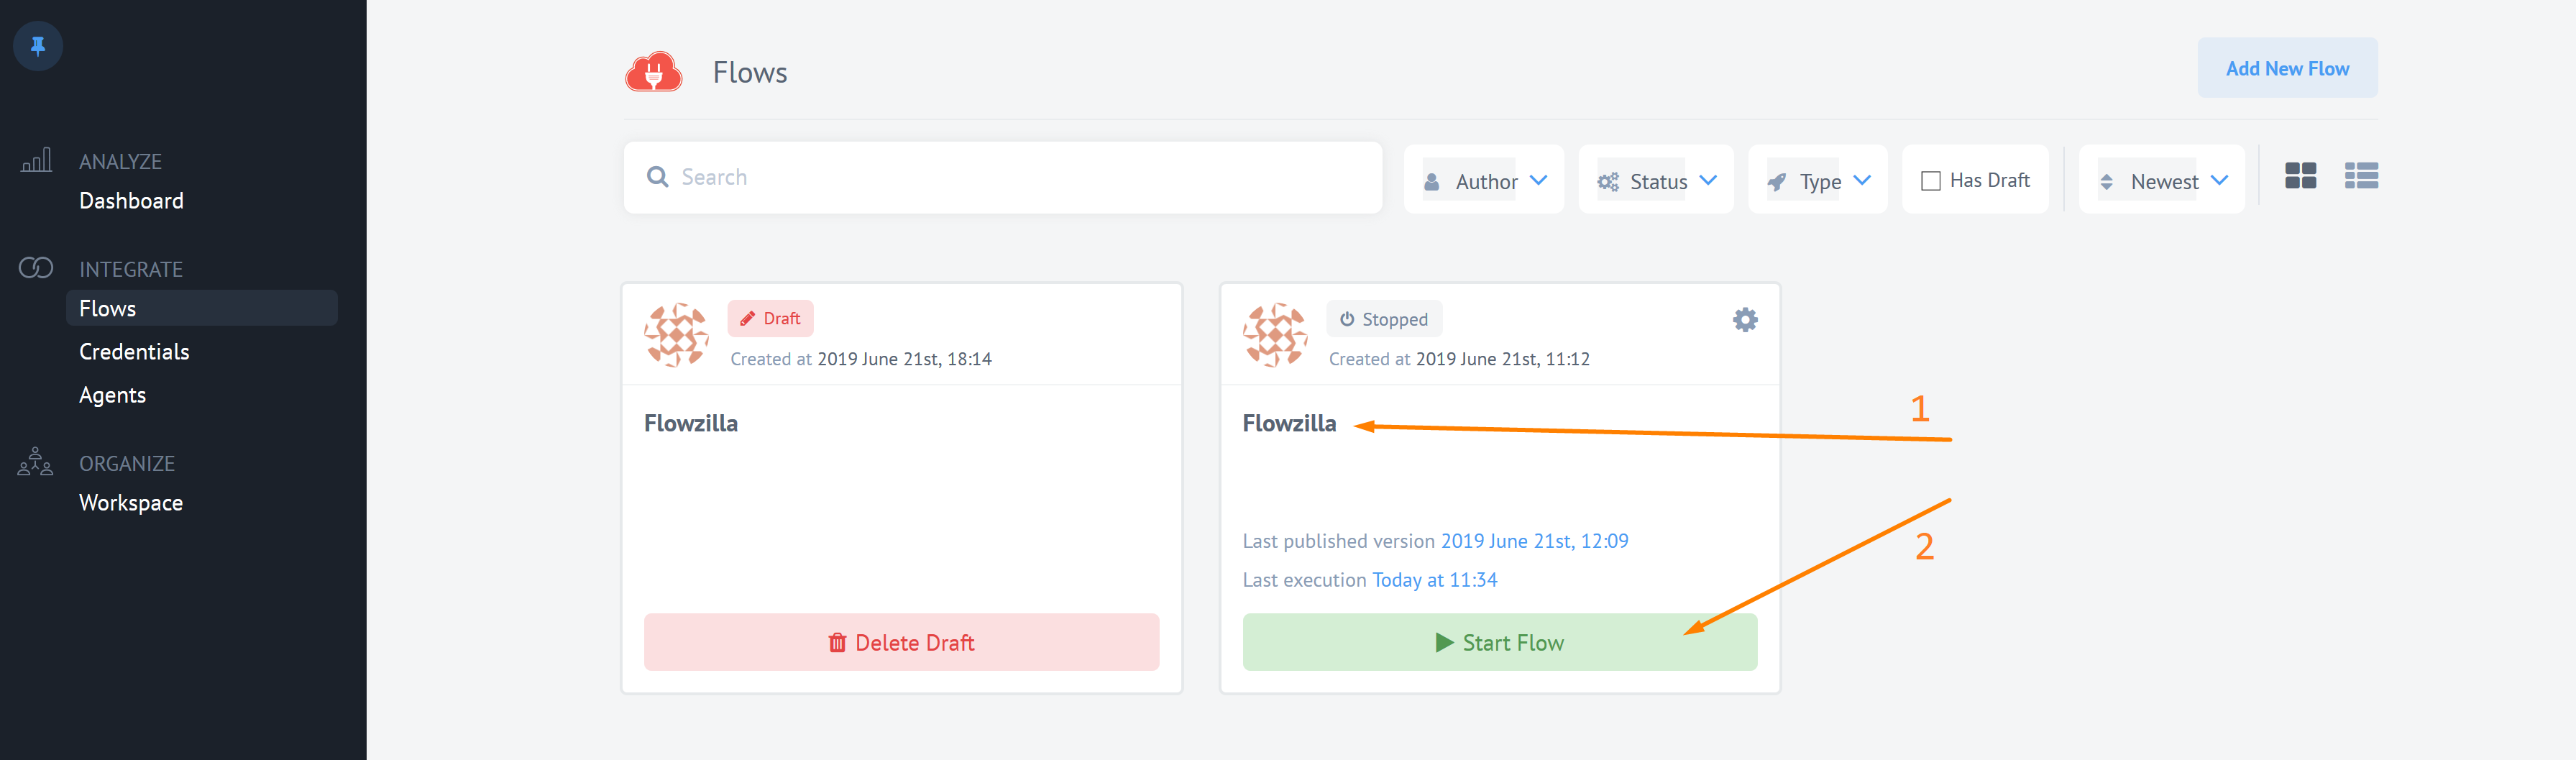 Flows
Add New Flow
ANALYZE
Dashboard
INTEGRATE
Flows
Credentials
Agents
ORGANIZE
Workspace
Search
Author
Status
Type
Has Draft
Newest
Draft
Created at 2019 June 21st, 18:14
Flowzilla
Delete Draft
Stopped
Created at 2019 June 21st, 11:12
Flowzilla
Last published version 2019 June 21st, 12:09
Last execution Today at 11:34
Start Flow
1
2